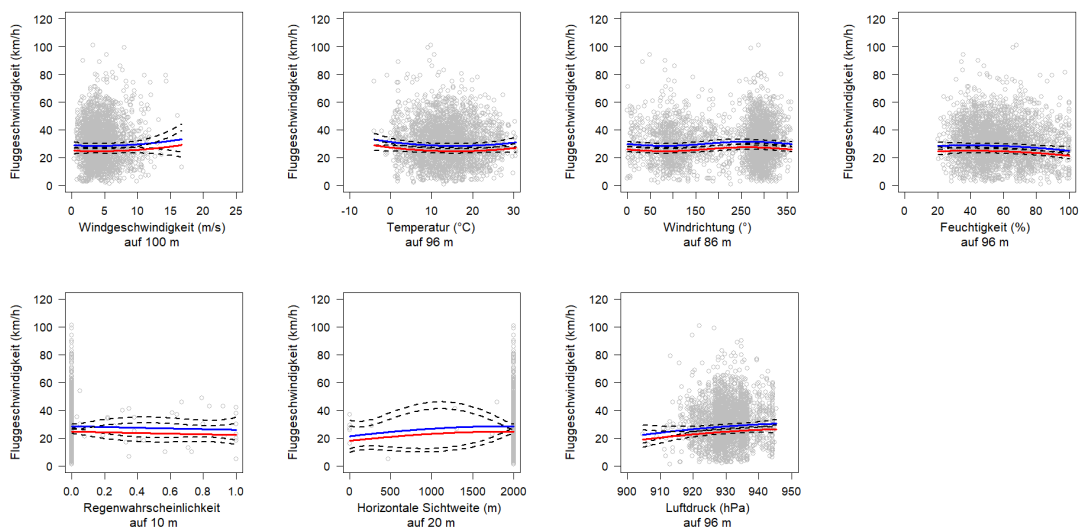 Fluggeschwindigkeit (km/h)
120
100
80
60
40
20
0
0 5 10 15 20 25
Windgeschwindigkeit (m/s)
auf 100 m
Fluggeschwindigkeit (km/h)
120
100
80
60
40
20
0
-10 0 10 20 30
Temperatur (°C)
auf 96 m
Fluggeschwindigkeit (km/h)
120
100
80
60
40
20
0
0 50 150 250 350
Windrichtung (°)
auf 86 m
Fluggeschwindigkeit (km/h)
120
100
80
60
40
20
0
0 20 40 60 80 100
Feuchtigkeit (%)
auf 96 m
Fluggeschwindigkeit (km/h)
120
100
80
60
40
20
0
0.0 0.2 0.4 0.6 0.8 1.0
Regenwahrscheinlichkeit
auf 10 m
Fluggeschwindigkeit (km/h)
120
100
80
60
40
20
0
0 500 1000 2000
Horizontale Sichtweite (m)
auf 20 m
Fluggeschwindigkeit (km/h)
120
100
80
60
40
20
0
900 910 920 930 940 950
Luftdruck (hPa)
auf 96 m